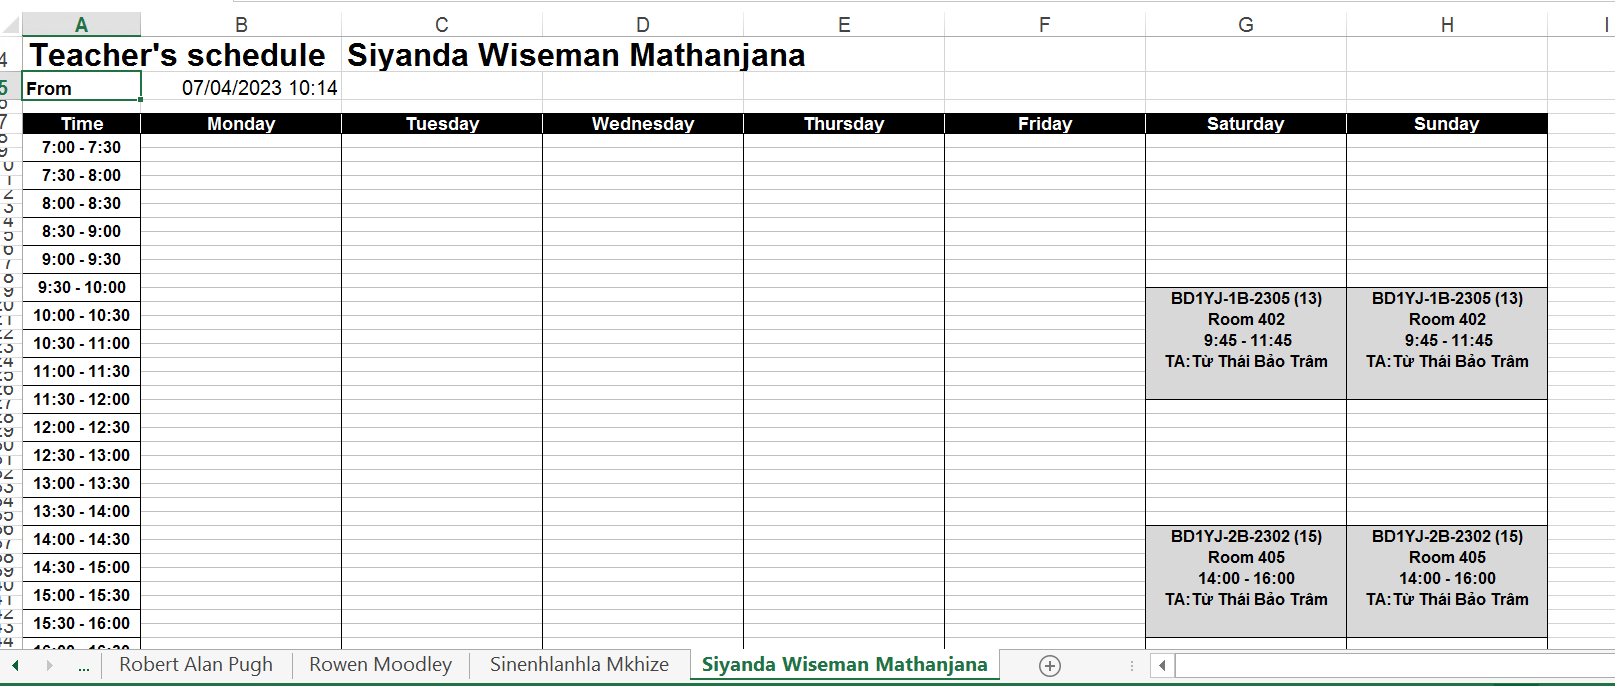 A B C D E F G H I
4 Teacher's schedule Siyanda Wiseman Mathanjana
5 From 07/04/2023 10:14
7 Time Monday Tuesday Wednesday Thursday Friday Saturday Sunday
7:00 - 7:30
7:30 - 8:00
8:00 - 8:30
8:30 - 9:00
9:00 - 9:30
9:30 - 10:00
10:00 - 10:30
10:30 - 11:00
11:00 - 11:30
11:30 - 12:00
12:00 - 12:30
12:30 - 13:00
13:00 - 13:30
13:30 - 14:00
14:00 - 14:30
14:30 - 15:00
15:00 - 15:30
15:30 - 16:00
BD1YJ-1B-2305 (13)
Room 402
9:45 - 11:45
TA:Từ Thái Bảo Trâm
BD1YJ-2B-2302 (15)
Room 405
14:00 - 16:00
TA:Từ Thái Bảo Trâm
BD1YJ-1B-2305 (13)
Room 402
9:45 - 11:45
TA:Từ Thái Bảo Trâm
BD1YJ-2B-2302 (15)
Room 405
14:00 - 16:00
TA:Từ Thái Bảo Trâm
... Robert Alan Pugh Rowen Moodley Sinenhlanhla Mkhize Siyanda Wiseman Mathanjana